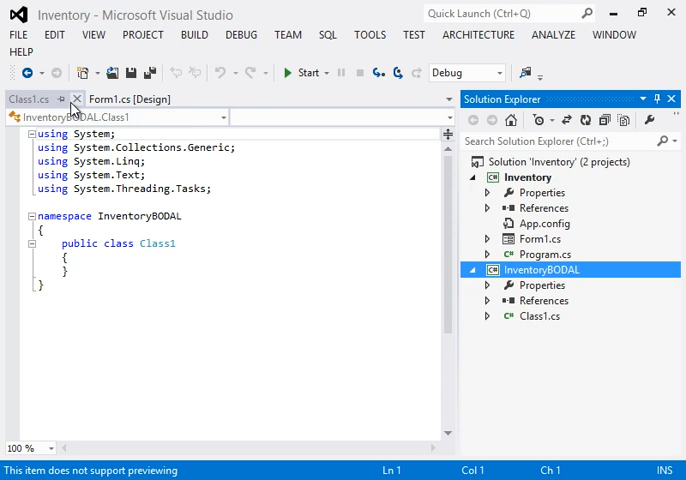 Inventory - Microsoft Visual Studio
Quick Launch (Ctrl+Q)
FILE EDIT VIEW PROJECT BUILD DEBUG TEAM SQL TOOLS TEST ARCHITECTURE ANALYZE WINDOW
HELP
Start
Debug
Class1.cs
Form1.cs [Design]
InventoryBODAL.Class1
using System;
using System.Collections.Generic;
using System.Linq;
using System.Text;
using System.Threading.Tasks;
namespace InventoryBODAL
{
public class Class1
{
}
}
100 %
Solution Explorer
Search Solution Explorer (Ctrl+;)
Solution 'Inventory' (2 projects)
C# Inventory
Properties
References
App.config
Form1.cs
C# Program.cs
C# InventoryBODAL
Properties
References
C# Class1.cs
This item does not support previewing
Ln 1
Col 1
Ch 1
INS